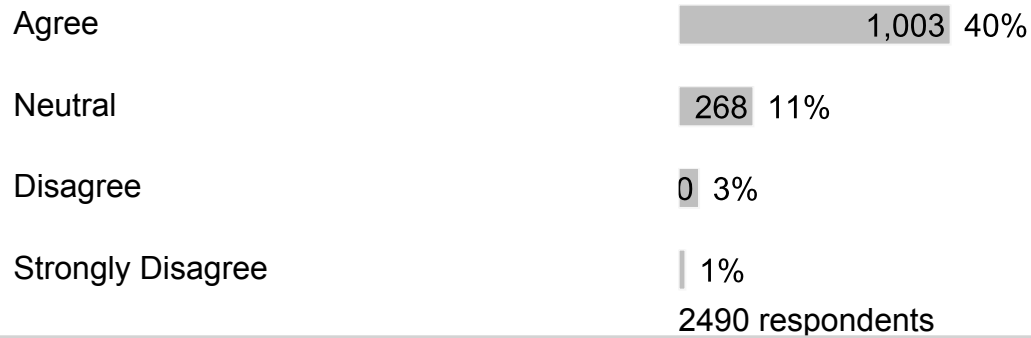 Agree 1,003 40%
Neutral 268 11%
Disagree 0 3%
Strongly Disagree 1%
2490 respondents